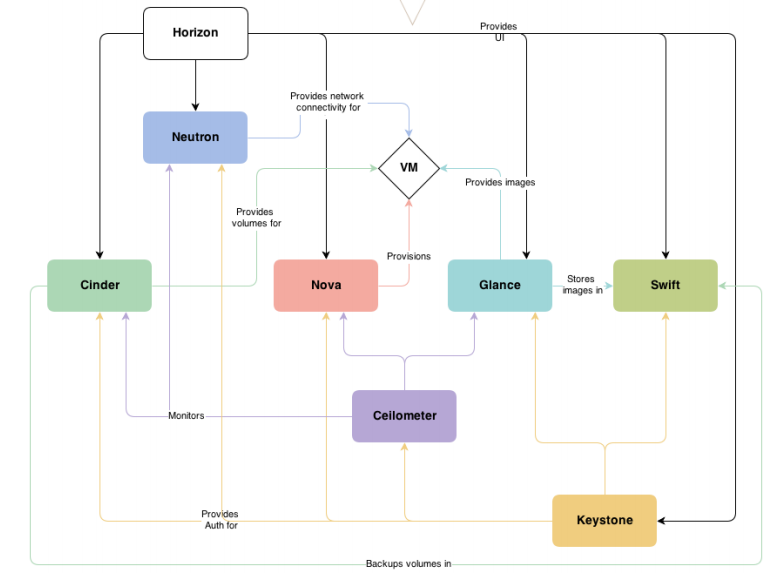 Provides
UI
Horizon
Provides network
connectivity for
Neutron
VM
Provides images
Provides
volumes for
Provisions
Cinder
Nova
Glance
Stores
images in
Swift
Monitors
Ceilometer
Provides
Auth for
Keystone
Backups volumes in